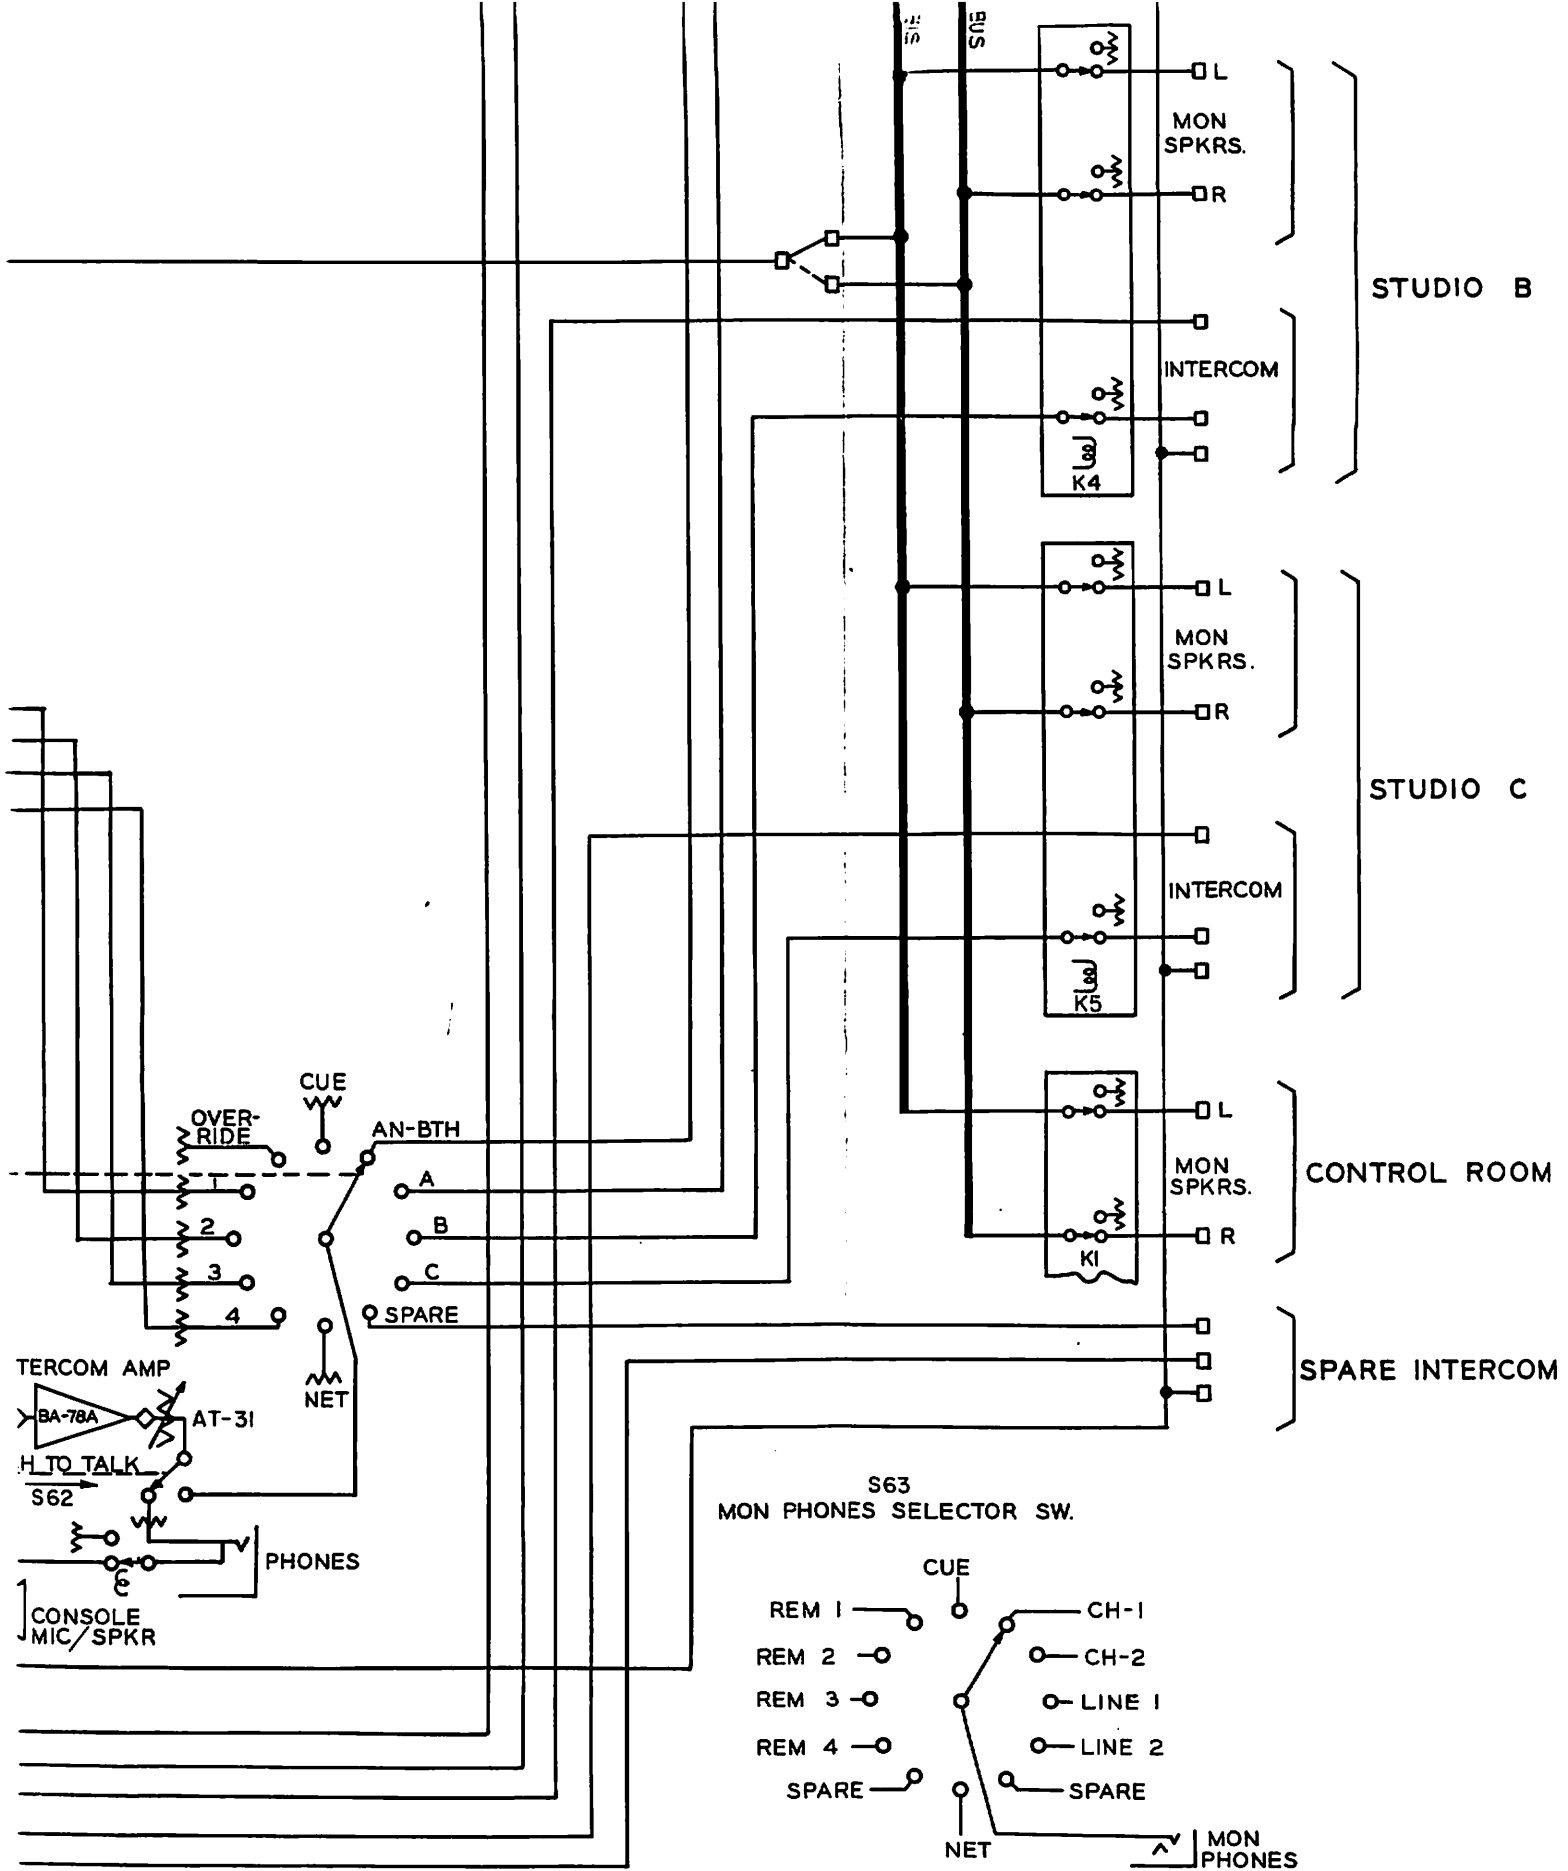 BUS
L
MON
SPKRS.
R
STUDIO B
INTERCOM
K4
L
MON
SPKRS.
R
STUDIO C
INTERCOM
K5
CUE
OVER-
RIDE
AN-BTH
L
1
A
MON
SPKRS.
CONTROL ROOM
2
B
R
K1
3
C
4
SPARE
TERCOM AMP
NET
SPARE INTERCOM
BA-78A
AT-31
H TO TALK
S62
S63
MON PHONES SELECTOR SW.
PHONES
CUE
CONSOLE
MIC/SPKR
REM 1
CH-1
REM 2
CH-2
REM 3
LINE 1
REM 4
LINE 2
SPARE
SPARE
NET
MON
PHONES